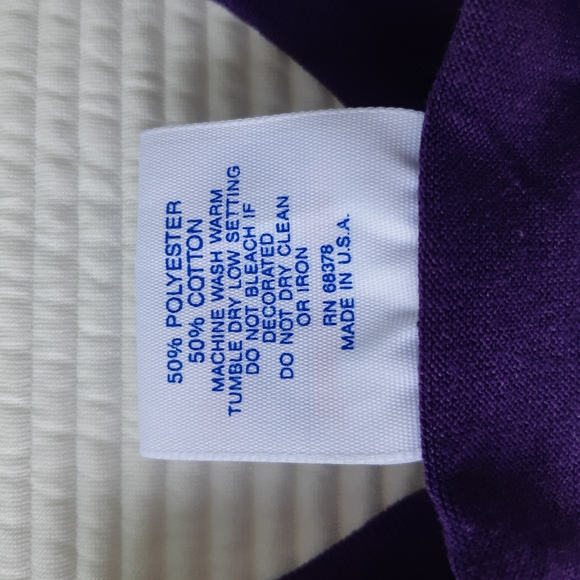 50% POLYESTER
50% COTTON
MACHINE WASH WARM
TUMBLE DRY LOW SETTING
DO NOT BLEACH IF
DECORATED
DO NOT DRY CLEAN
OR IRON
RN 68378
MADE IN U.S.A.